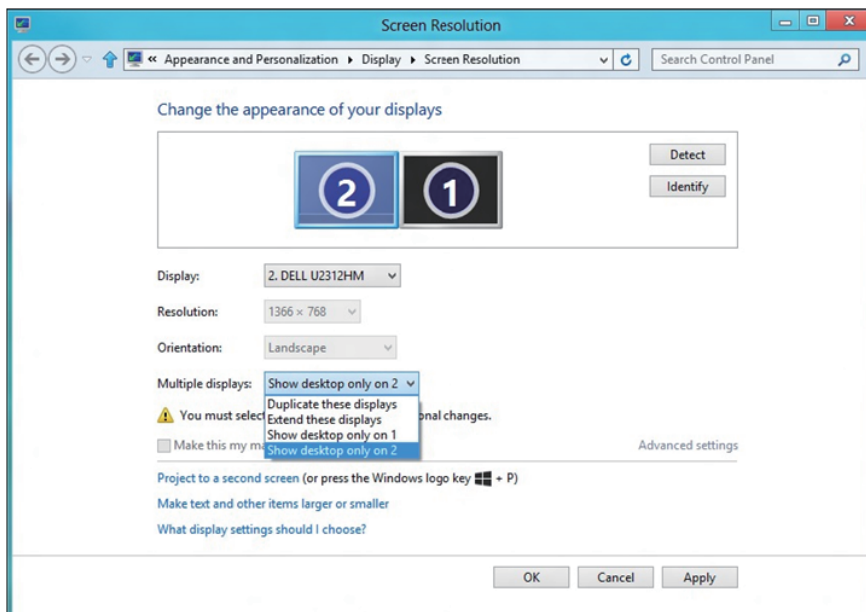 Screen Resolution
« Appearance and Personalization Display Screen Resolution
Search Control Panel
Change the appearance of your displays
2 1
Detect
Identify
Display: 2. DELL U2312HM
Resolution: 1366 × 768
Orientation: Landscape
Multiple displays: Show desktop only on 2
Duplicate these displays
You must select onal changes.
Extend these displays
Show desktop only on 1
Make this my ma
Show desktop only on 2
Advanced settings
Project to a second screen (or press the Windows logo key + P)
Make text and other items larger or smaller
What display settings should I choose?
OK Cancel Apply